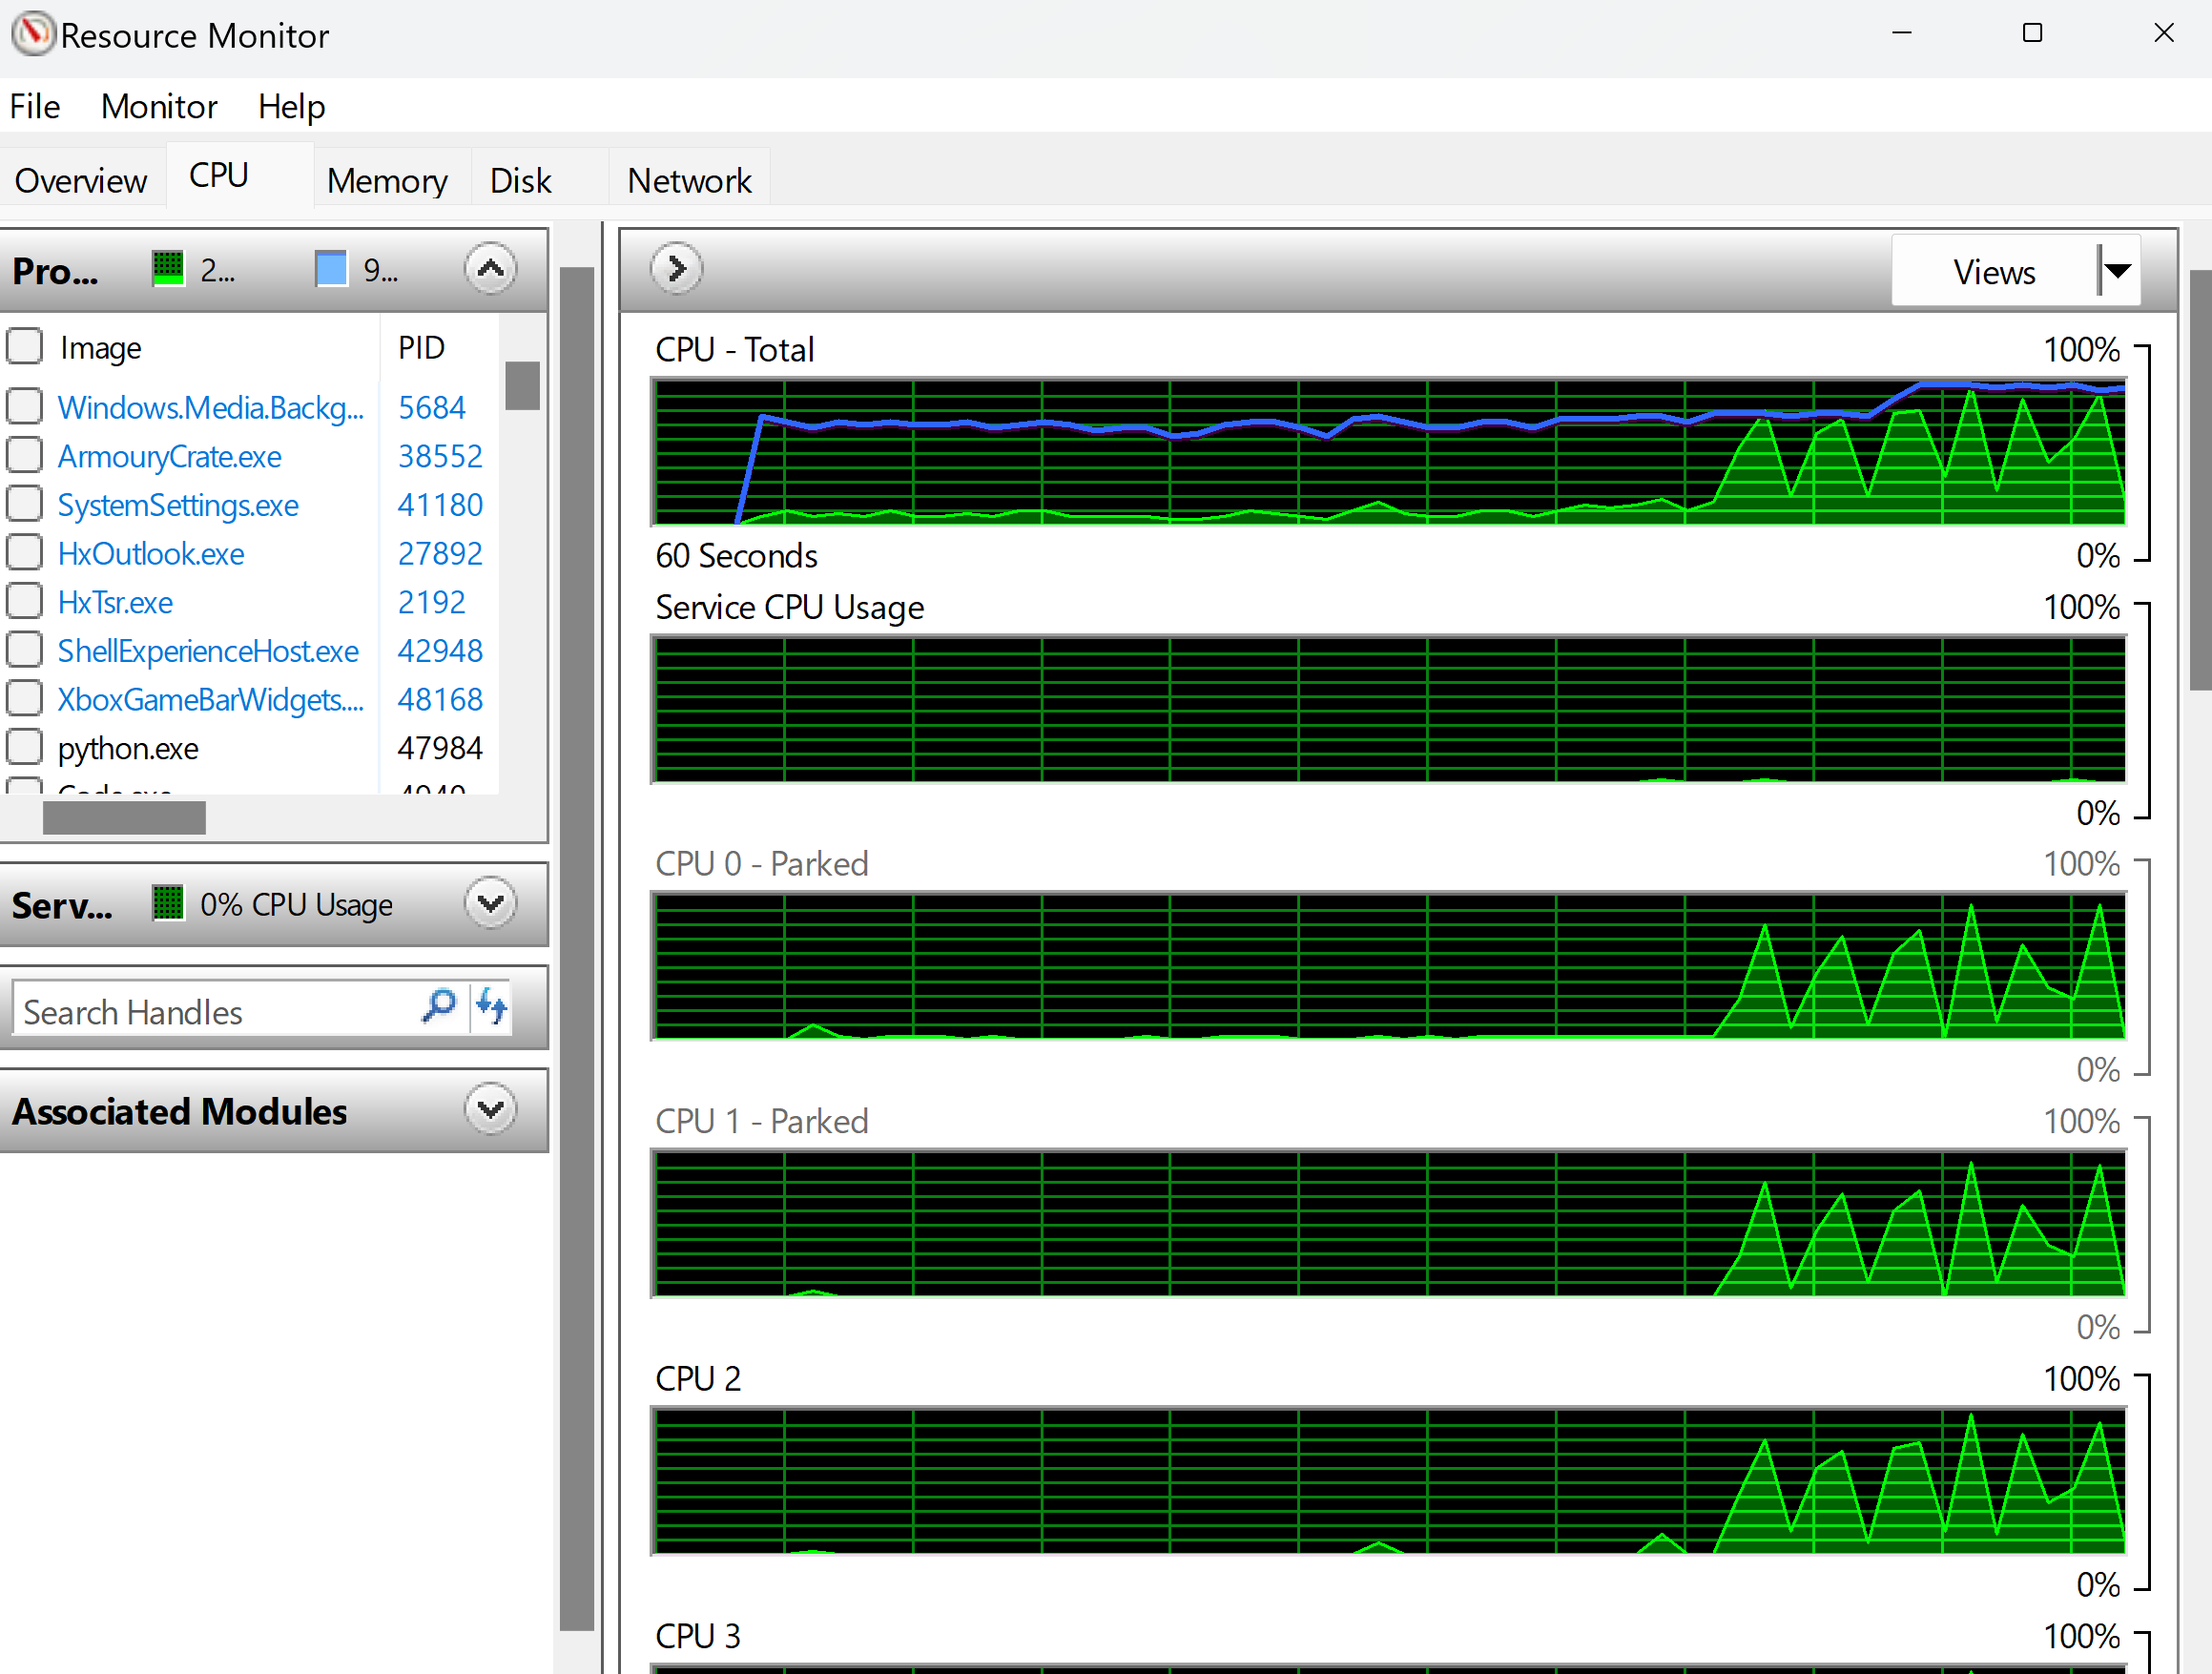 Resource Monitor
File Monitor Help
Overview CPU Memory Disk Network
Pro... 2... 9...
Image PID
Windows.Media.Backg... 5684
ArmouryCrate.exe 38552
SystemSettings.exe 41180
HxOutlook.exe 27892
HxTsr.exe 2192
ShellExperienceHost.exe 42948
XboxGameBarWidgets.... 48168
python.exe 47984
Serv... 0% CPU Usage
Search Handles
Associated Modules
Views
CPU - Total 100%
60 Seconds 0%
Service CPU Usage 100%
0%
CPU 0 - Parked 100%
0%
CPU 1 - Parked 100%
0%
CPU 2 100%
0%
CPU 3 100%